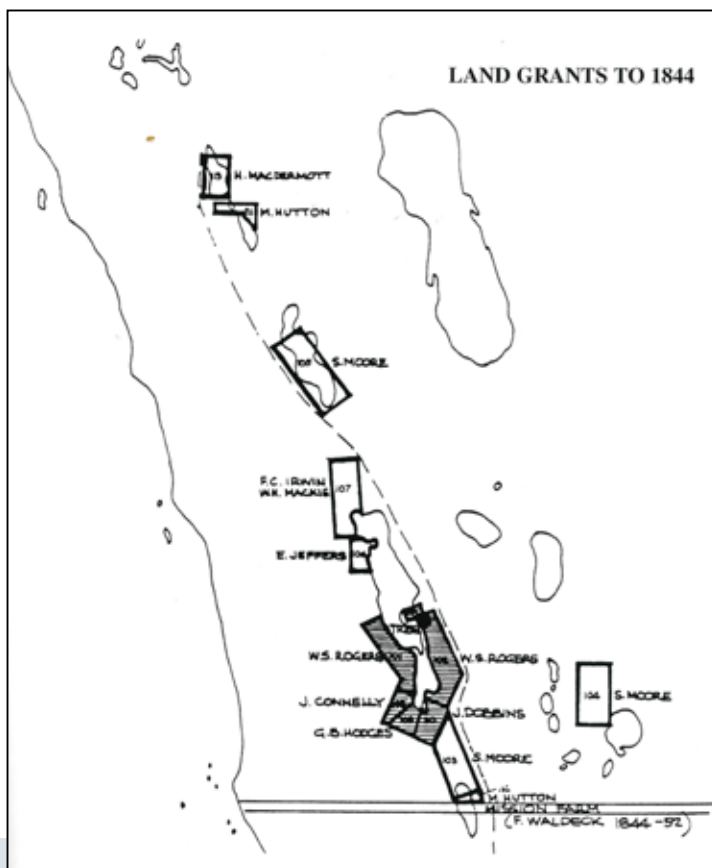 LAND GRANTS TO 1844
H. MACDERMOTT
M. HUTTON
S. MOORE
F.C. IRWIN
W.H. MACKIE
107
E. JEFFERS
W.S. ROGERS
W.S. ROGERS
J. CONNELLY
J. DOBBINS
G.B. HODGES
104
S. MOORE
103
S. MOORE
M. HUTTON
MISSION FARM
(F. WALDECK 1844-52)